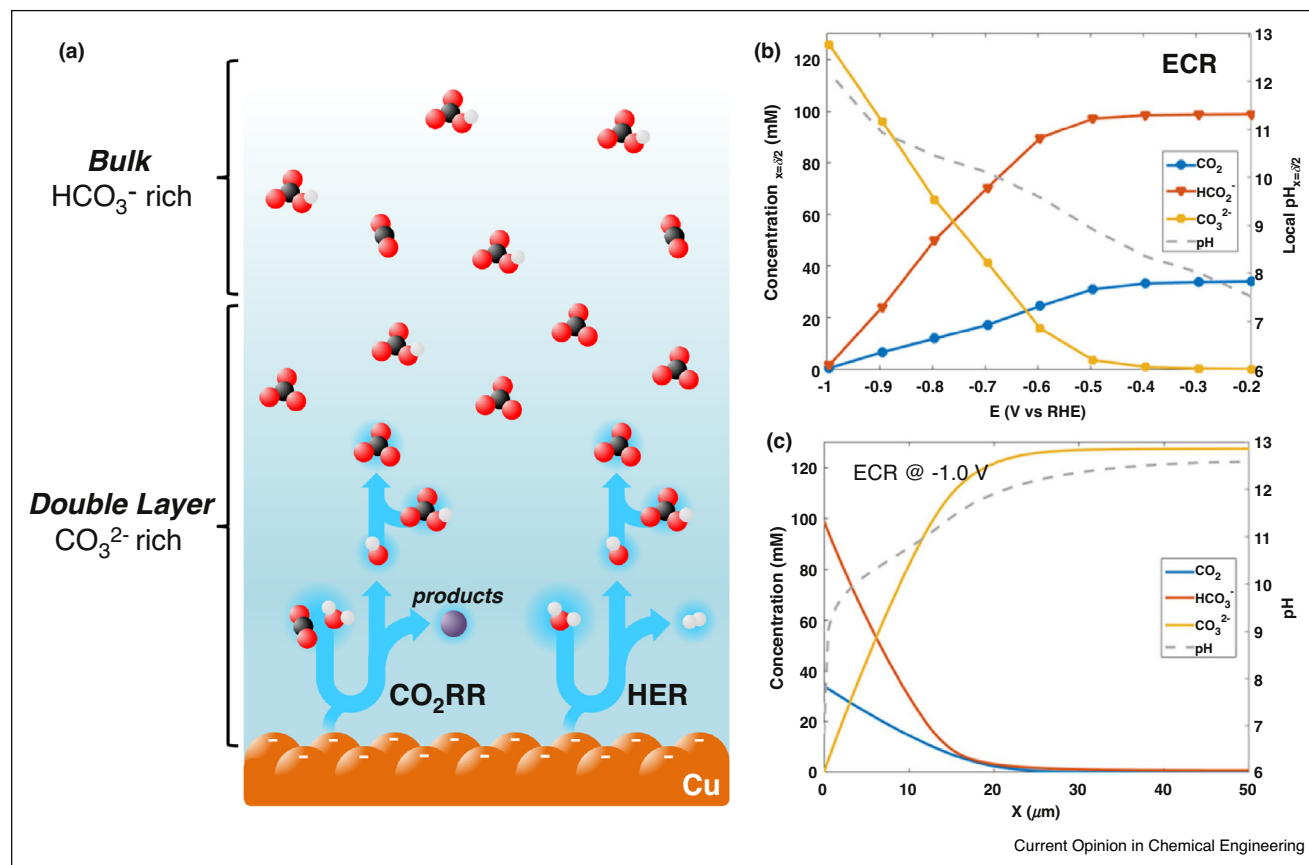 (a)
Bulk
HCO₃⁻ rich
Double Layer
CO₃²⁻ rich
products
CO₂RR
HER
Cu
(b)
ECR
Concentration x=δ/2 (mM)
120
100
80
60
40
20
0
-1 -0.9 -0.8 -0.7 -0.6 -0.5 -0.4 -0.3 -0.2
E (V vs RHE)
13
12
11
10
9
8
7
6
Local pHx=δ/2
CO₂
HCO₂⁻
CO₃²⁻
pH
(c)
ECR @ -1.0 V
Concentration (mM)
120
100
80
60
40
20
0
0 10 20 30 40 50
X (μm)
13
12
11
10
9
8
7
6
pH
CO₂
HCO₃⁻
CO₃²⁻
pH
Current Opinion in Chemical Engineering